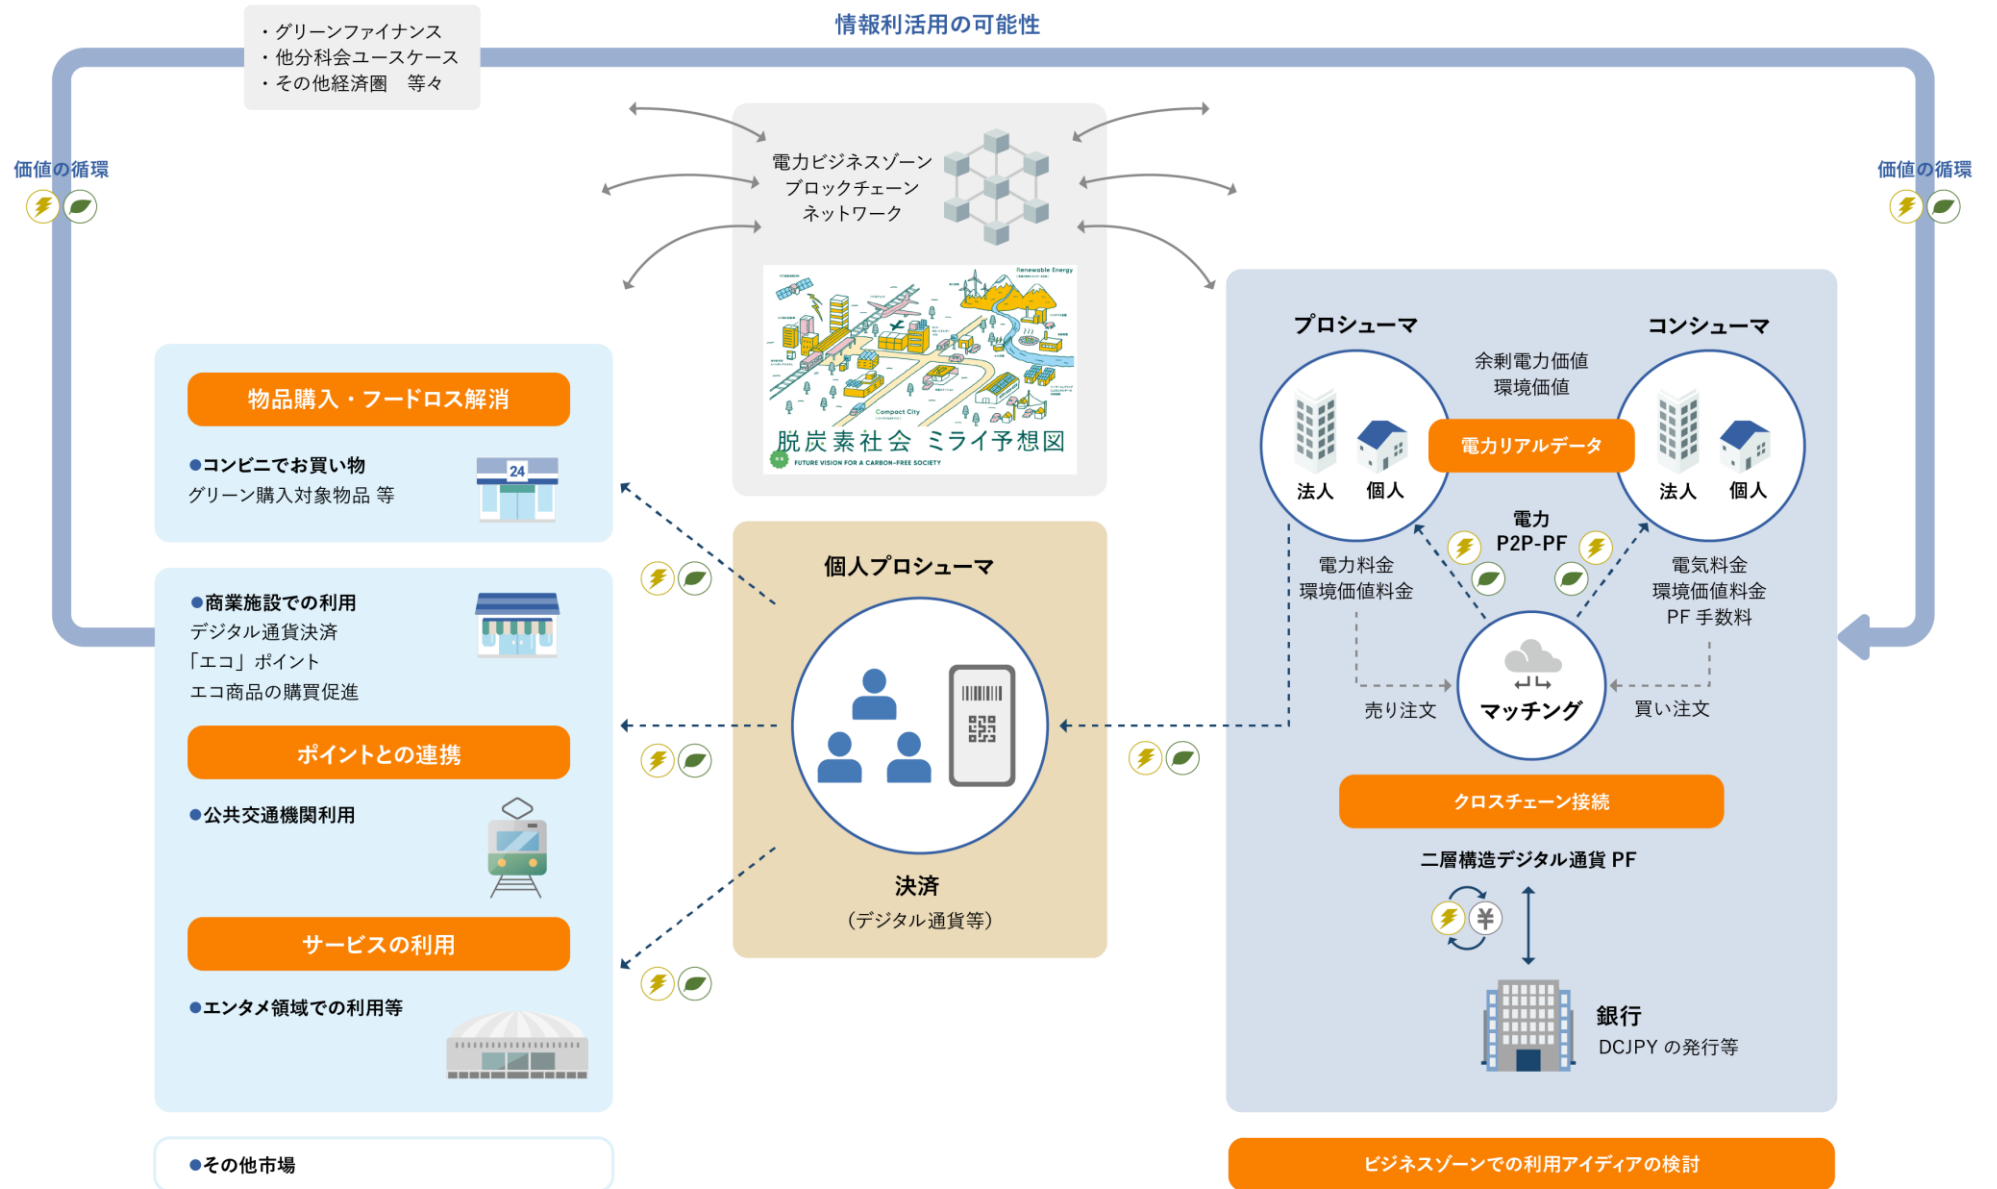 情報利活用の可能性
・グリーンファイナンス
・他分科会ユースケース
・その他経済圏　等々
価値の循環
価値の循環
電力ビジネスゾーン
ブロックチェーン
ネットワーク
Renewable Energy
Compact City
脱炭素社会 ミライ予想図
FUTURE VISION FOR A CARBON-FREE SOCIETY
物品購入・フードロス解消
●コンビニでお買い物
グリーン購入対象物品 等
24
●商業施設での利用
デジタル通貨決済
「エコ」ポイント
エコ商品の購買促進
ポイントとの連携
●公共交通機関利用
サービスの利用
●エンタメ領域での利用等
●その他市場
個人プロシューマ
決済
（デジタル通貨等）
プロシューマ
コンシューマ
余剰電力価値
環境価値
電力リアルデータ
法人
個人
法人
個人
電力
P2P-PF
電力料金
環境価値料金
電気料金
環境価値料金
PF 手数料
売り注文
マッチング
買い注文
クロスチェーン接続
二層構造デジタル通貨 PF
¥
銀行
DCJPY の発行等
ビジネスゾーンでの利用アイディアの検討